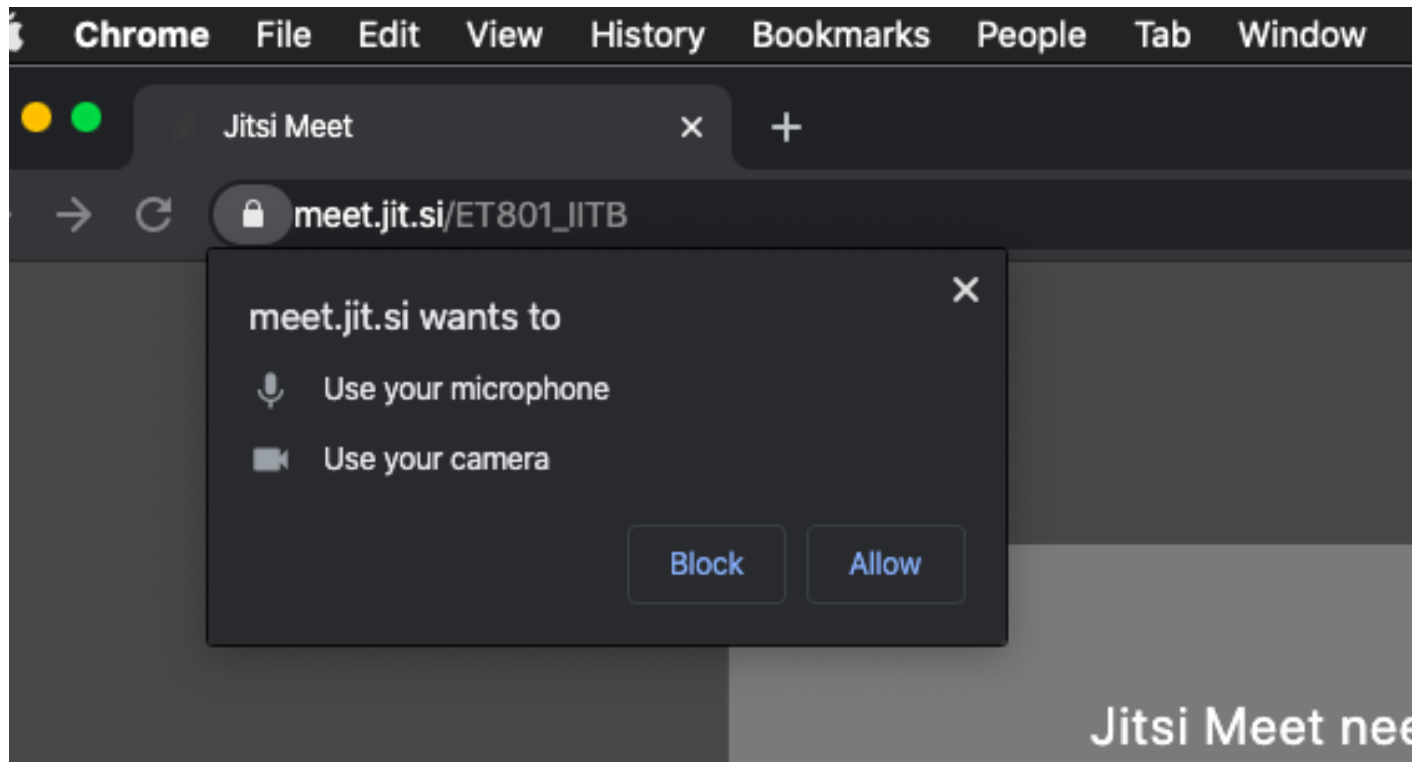 Chrome File Edit View History Bookmarks People Tab Window
Jitsi Meet
meet.jit.si/ET801_IITB
meet.jit.si wants to
Use your microphone
Use your camera
Block Allow
Jitsi Meet